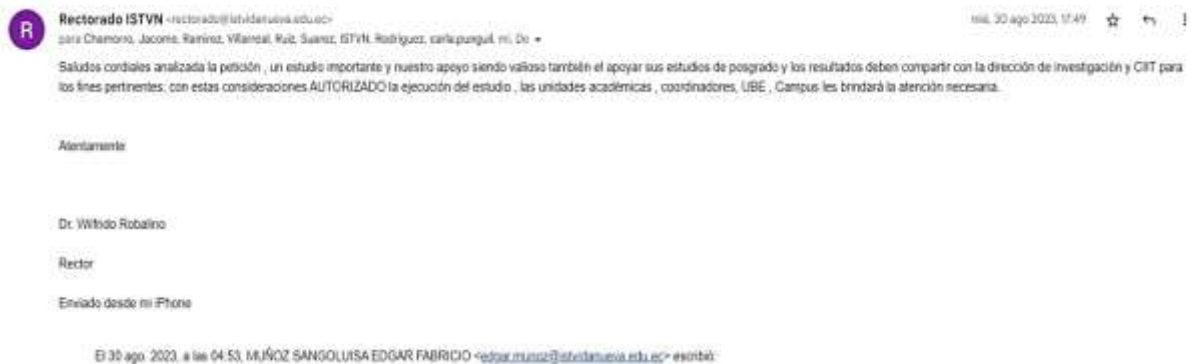 R
Rectorado ISTVN <rectorado@istvidanueva.edu.ec>
mié, 30 ago 2023, 17:49
para Chamorro, Jacome, Ramirez, Villarreal, Ruiz, Suarez, ISTVN, Rodriguez, carla.punguil, mí, De
Saludos cordiales analizada la petición , un estudio importante y nuestro apoyo siendo valioso también el apoyar sus estudios de posgrado y los resultados deben compartir con la dirección de investigación y CIIT para
los fines pertinentes; con estas consideraciones AUTORIZADO la ejecución del estudio , las unidades académicas , coordinadores, UBE , Campus les brindará la atención necesaria.
Atentamente
Dr. Wilfrido Robalino
Rector
Enviado desde mi iPhone
El 30 ago. 2023, a las 04:53, MUÑOZ SANGOLUISA EDGAR FABRICIO <edgar.munoz@istvidanueva.edu.ec> escribió: